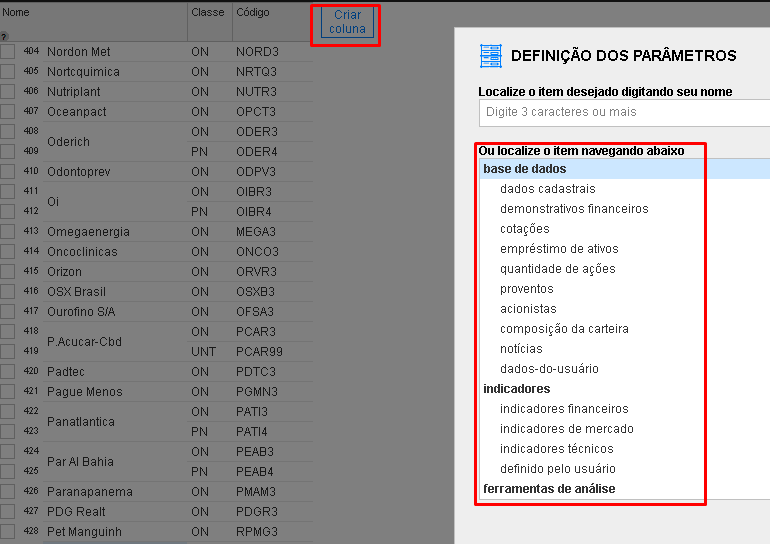 Nome Classe Código Criar
coluna
?
404 Nordon Met ON NORD3
405 Nortcquimica ON NRTQ3
406 Nutriplant ON NUTR3
407 Oceanpact ON OPCT3
408 Oderich ON ODER3
409 PN ODER4
410 Odontoprev ON ODPV3
411 Oi ON OIBR3
412 PN OIBR4
413 Omegaenergia ON MEGA3
414 Oncoclinicas ON ONCO3
415 Orizon ON ORVR3
416 OSX Brasil ON OSXB3
417 Ourofino S/A ON OFSA3
418 P.Acucar-Cbd ON PCAR3
419 UNT PCAR99
420 Padtec ON PDTC3
421 Pague Menos ON PGMN3
422 Panatlantica ON PATI3
423 PN PATI4
424 Par Al Bahia ON PEAB3
425 PN PEAB4
426 Paranapanema ON PMAM3
427 PDG Realt ON PDGR3
428 Pet Manguinh ON RPMG3
DEFINIÇÃO DOS PARÂMETROS
Localize o item desejado digitando seu nome
Digite 3 caracteres ou mais
Ou localize o item navegando abaixo
base de dados
dados cadastrais
demonstrativos financeiros
cotações
empréstimo de ativos
quantidade de ações
proventos
acionistas
composição da carteira
notícias
dados-do-usuário
indicadores
indicadores financeiros
indicadores de mercado
indicadores técnicos
definido pelo usuário
ferramentas de análise